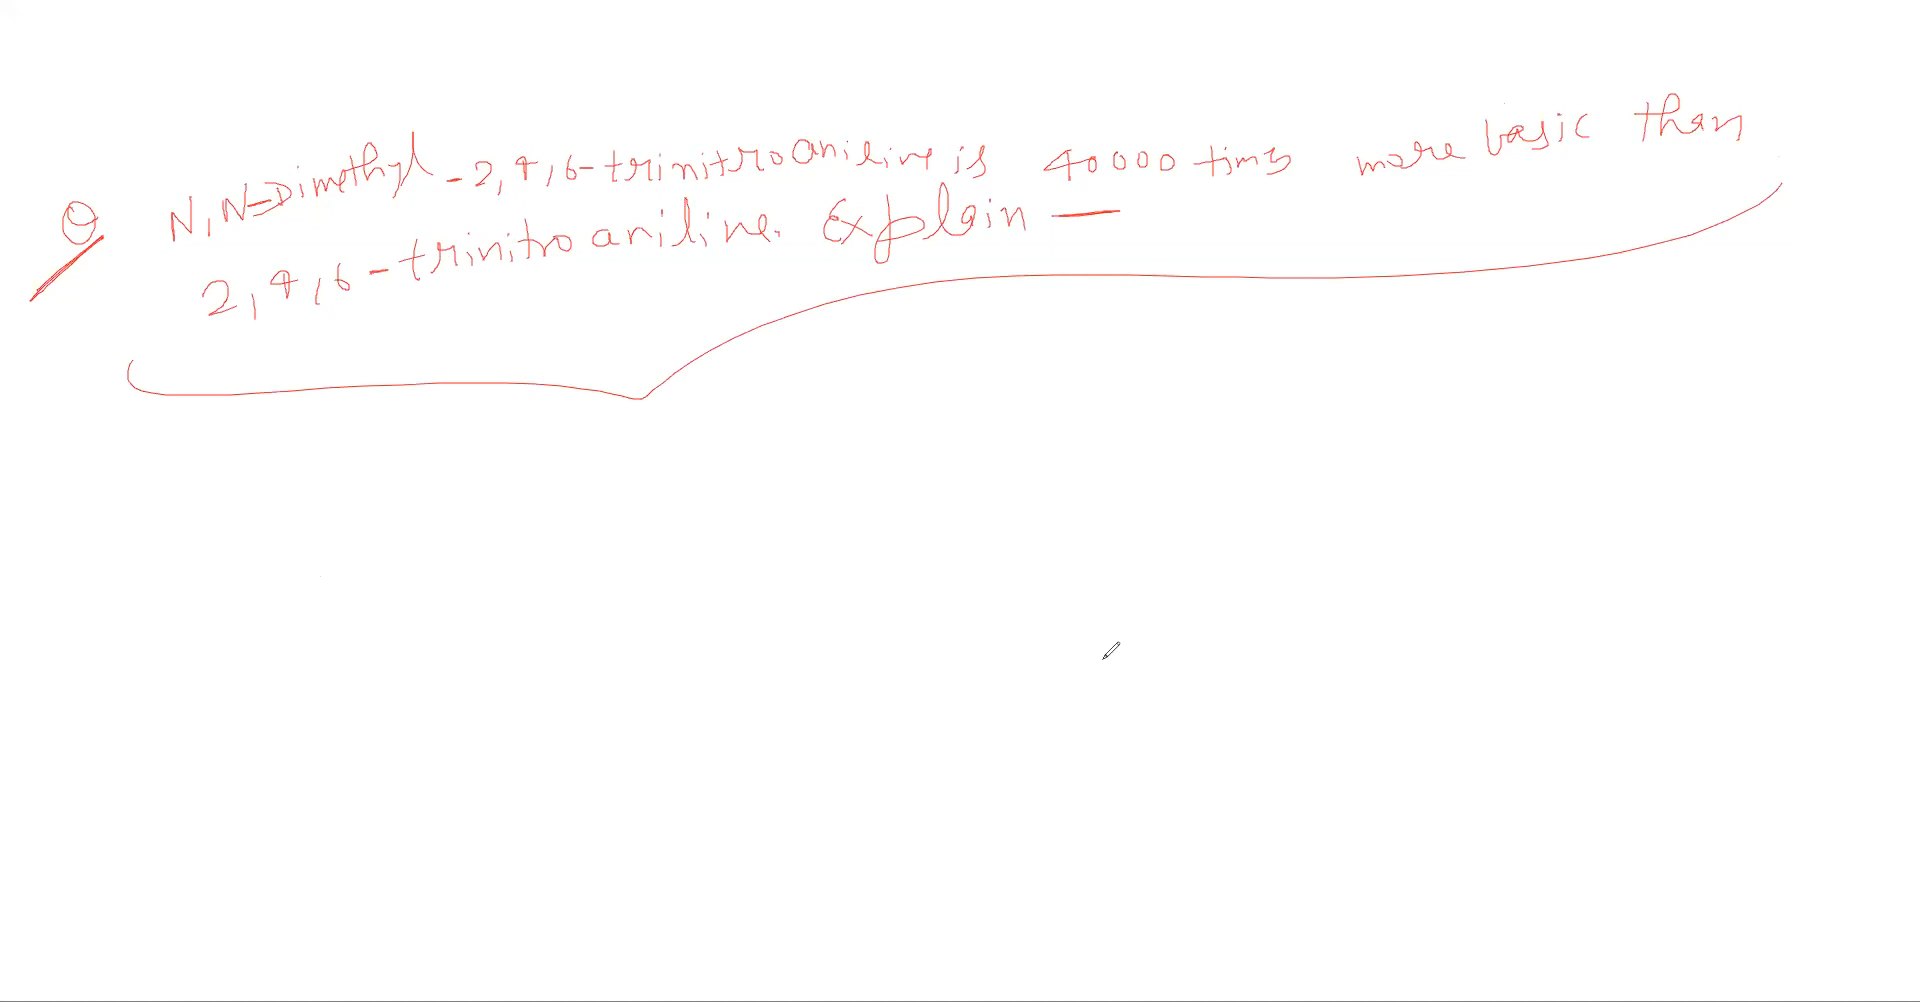 Q N,N-Dimethyl-2,4,6-trinitroaniline is 40000 times more basic than
2,4,6-trinitroaniline. Explain —